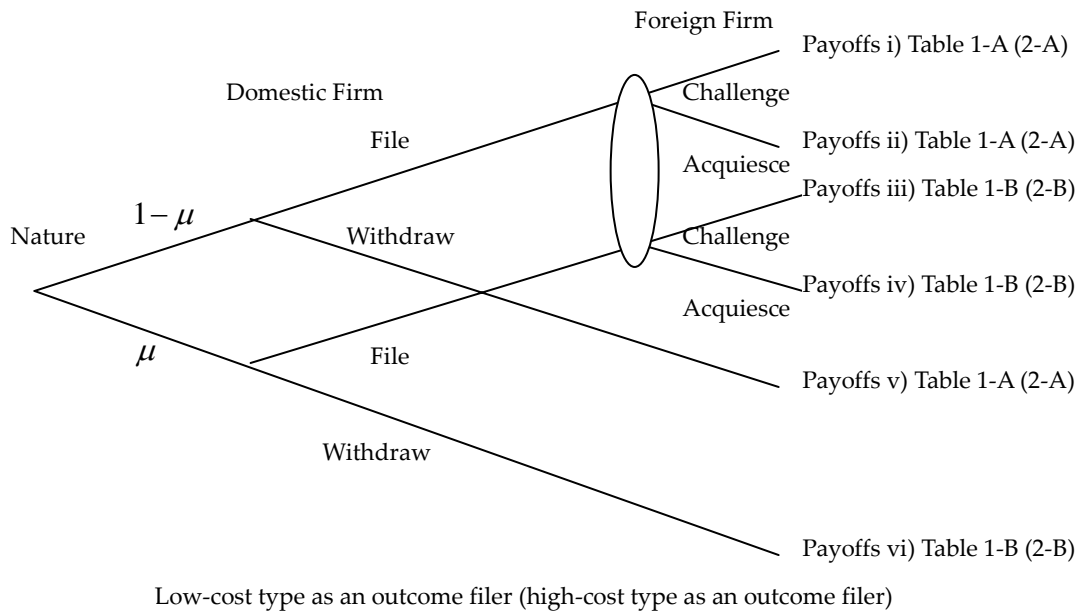 Foreign Firm
Payoffs i) Table 1-A (2-A)
Domestic Firm
Challenge
File
Payoffs ii) Table 1-A (2-A)
Acquiesce
Payoffs iii) Table 1-B (2-B)
1−μ
Nature
Withdraw
Challenge
Payoffs iv) Table 1-B (2-B)
Acquiesce
μ
File
Payoffs v) Table 1-A (2-A)
Withdraw
Payoffs vi) Table 1-B (2-B)
Low-cost type as an outcome filer (high-cost type as an outcome filer)